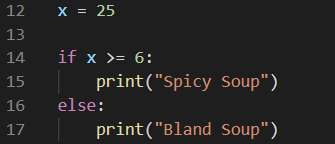 12 x = 25
13
14 if x >= 6:
15     print("Spicy Soup")
16 else:
17     print("Bland Soup")